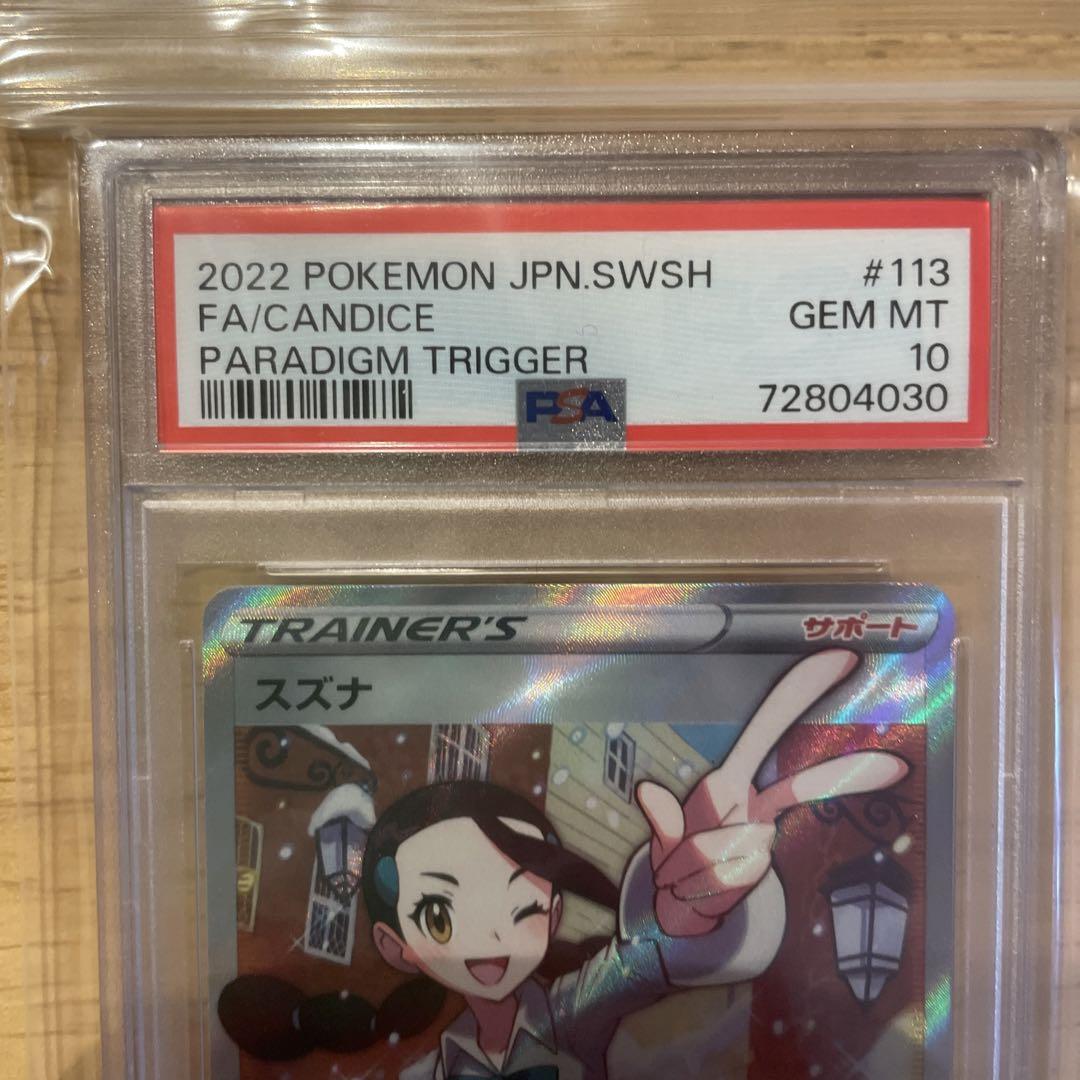 2022 POKEMON JPN.SWSH #113
FA/CANDICE GEM MT
PARADIGM TRIGGER 10
PSA 72804030
TRAINER'S サポート
スズナ